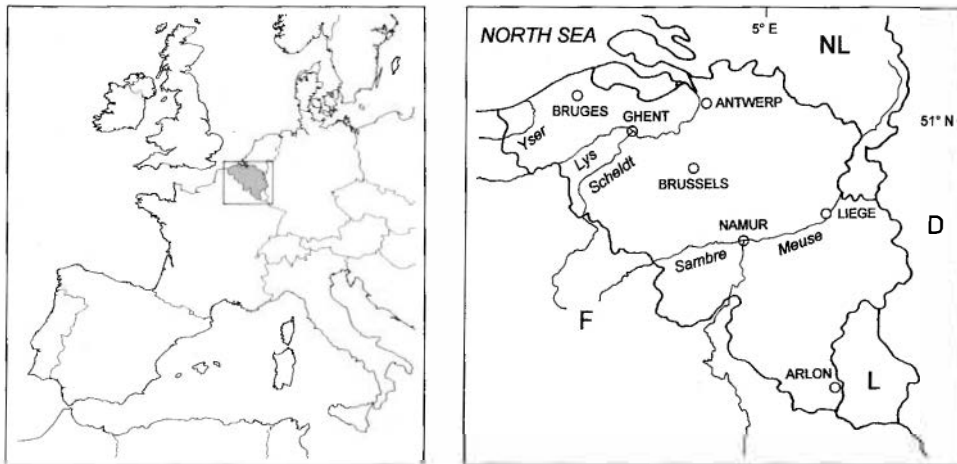 NORTH SEA
5° E
NL
BRUGES
ANTWERP
GHENT
51° N
Yser
Lys
Scheldt
BRUSSELS
LIEGE
D
NAMUR
Sambre
Meuse
F
ARLON
L